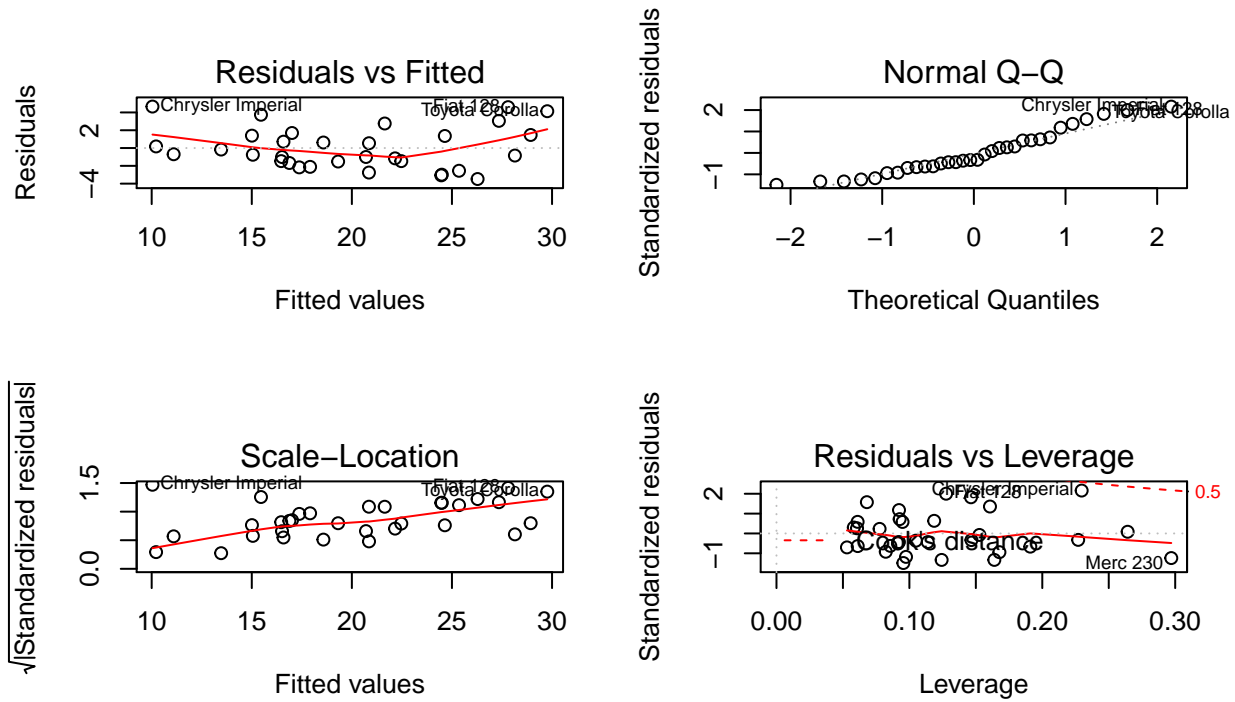 Residuals vs Fitted
Residuals
2
−4
Chrysler Imperial
Fiat 128
Toyota Corolla
10 15 20 25 30
Fitted values
Normal Q−Q
Standardized residuals
2
−1
Chrysler Imperial
Fiat 128
Toyota Corolla
−2 −1 0 1 2
Theoretical Quantiles
Scale−Location
√|Standardized residuals|
1.5
0.0
Chrysler Imperial
Fiat 128
Toyota Corolla
10 15 20 25 30
Fitted values
Residuals vs Leverage
Standardized residuals
2
−1
Chrysler Imperial
Fiat 128
0.5
Cook's distance
Merc 230
0.00 0.10 0.20 0.30
Leverage